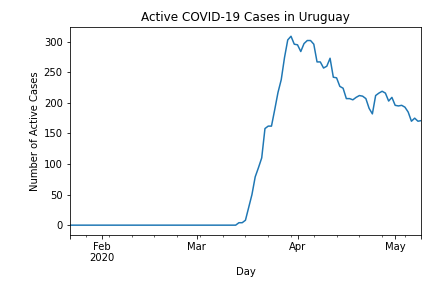 Active COVID-19 Cases in Uruguay
Number of Active Cases
300
250
200
150
100
50
0
Feb
2020
Mar
Apr
May
Day